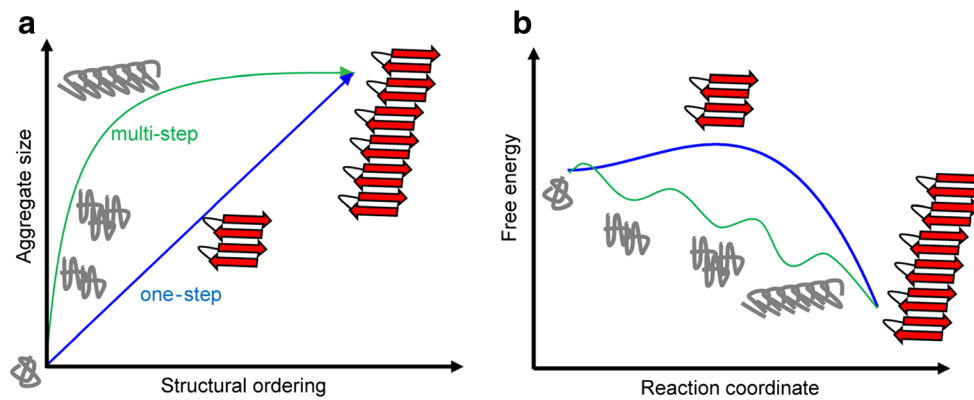 a
Aggregate size
multi-step
one-step
Structural ordering
b
Free energy
Reaction coordinate